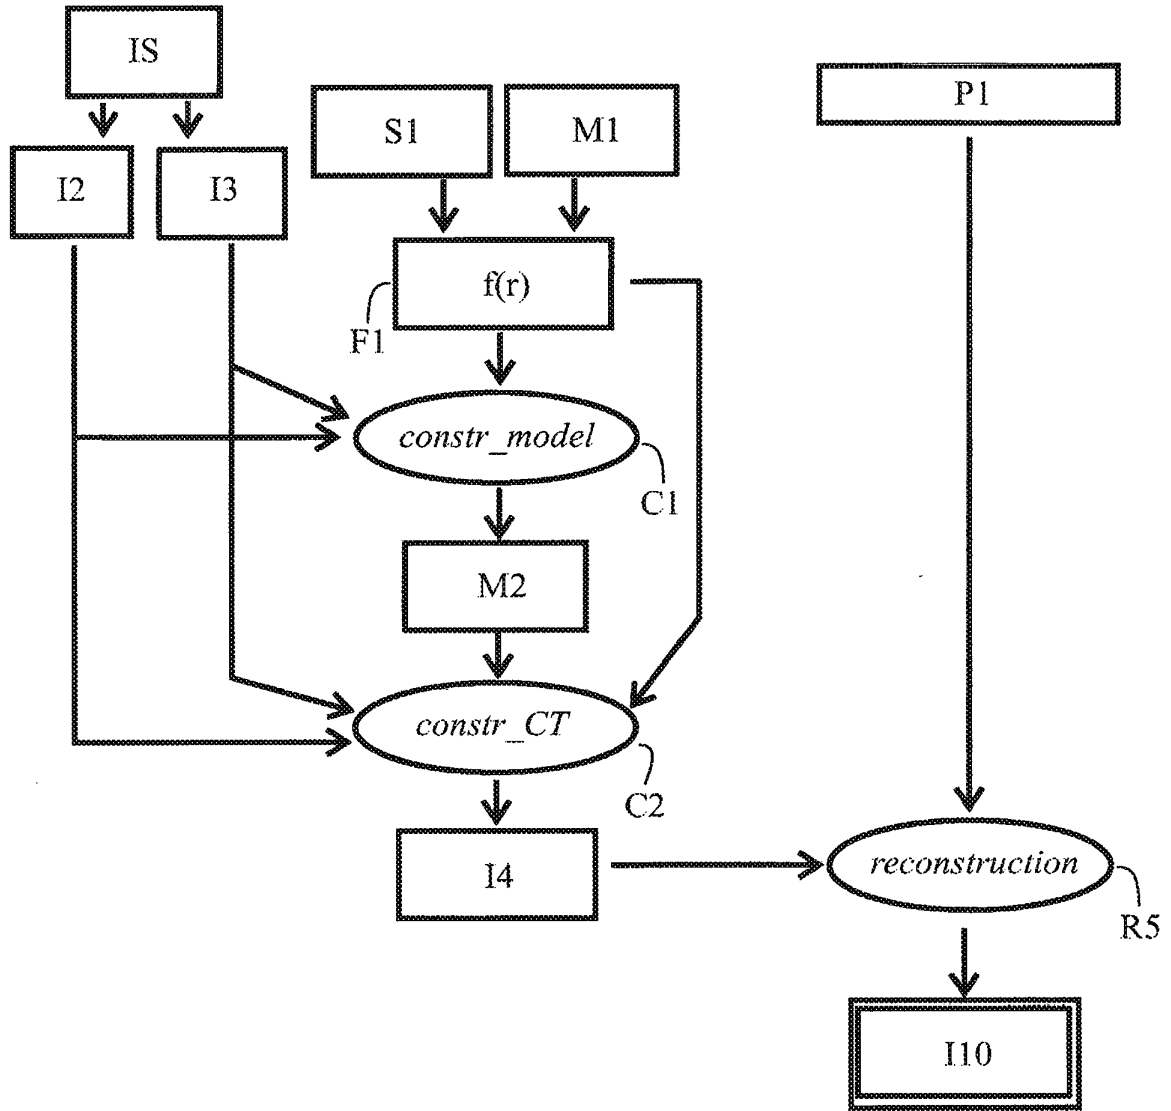 IS
P1
S1
M1
I2
I3
f(r)
F1
constr_model
C1
M2
constr_CT
C2
I4
reconstruction
R5
I10